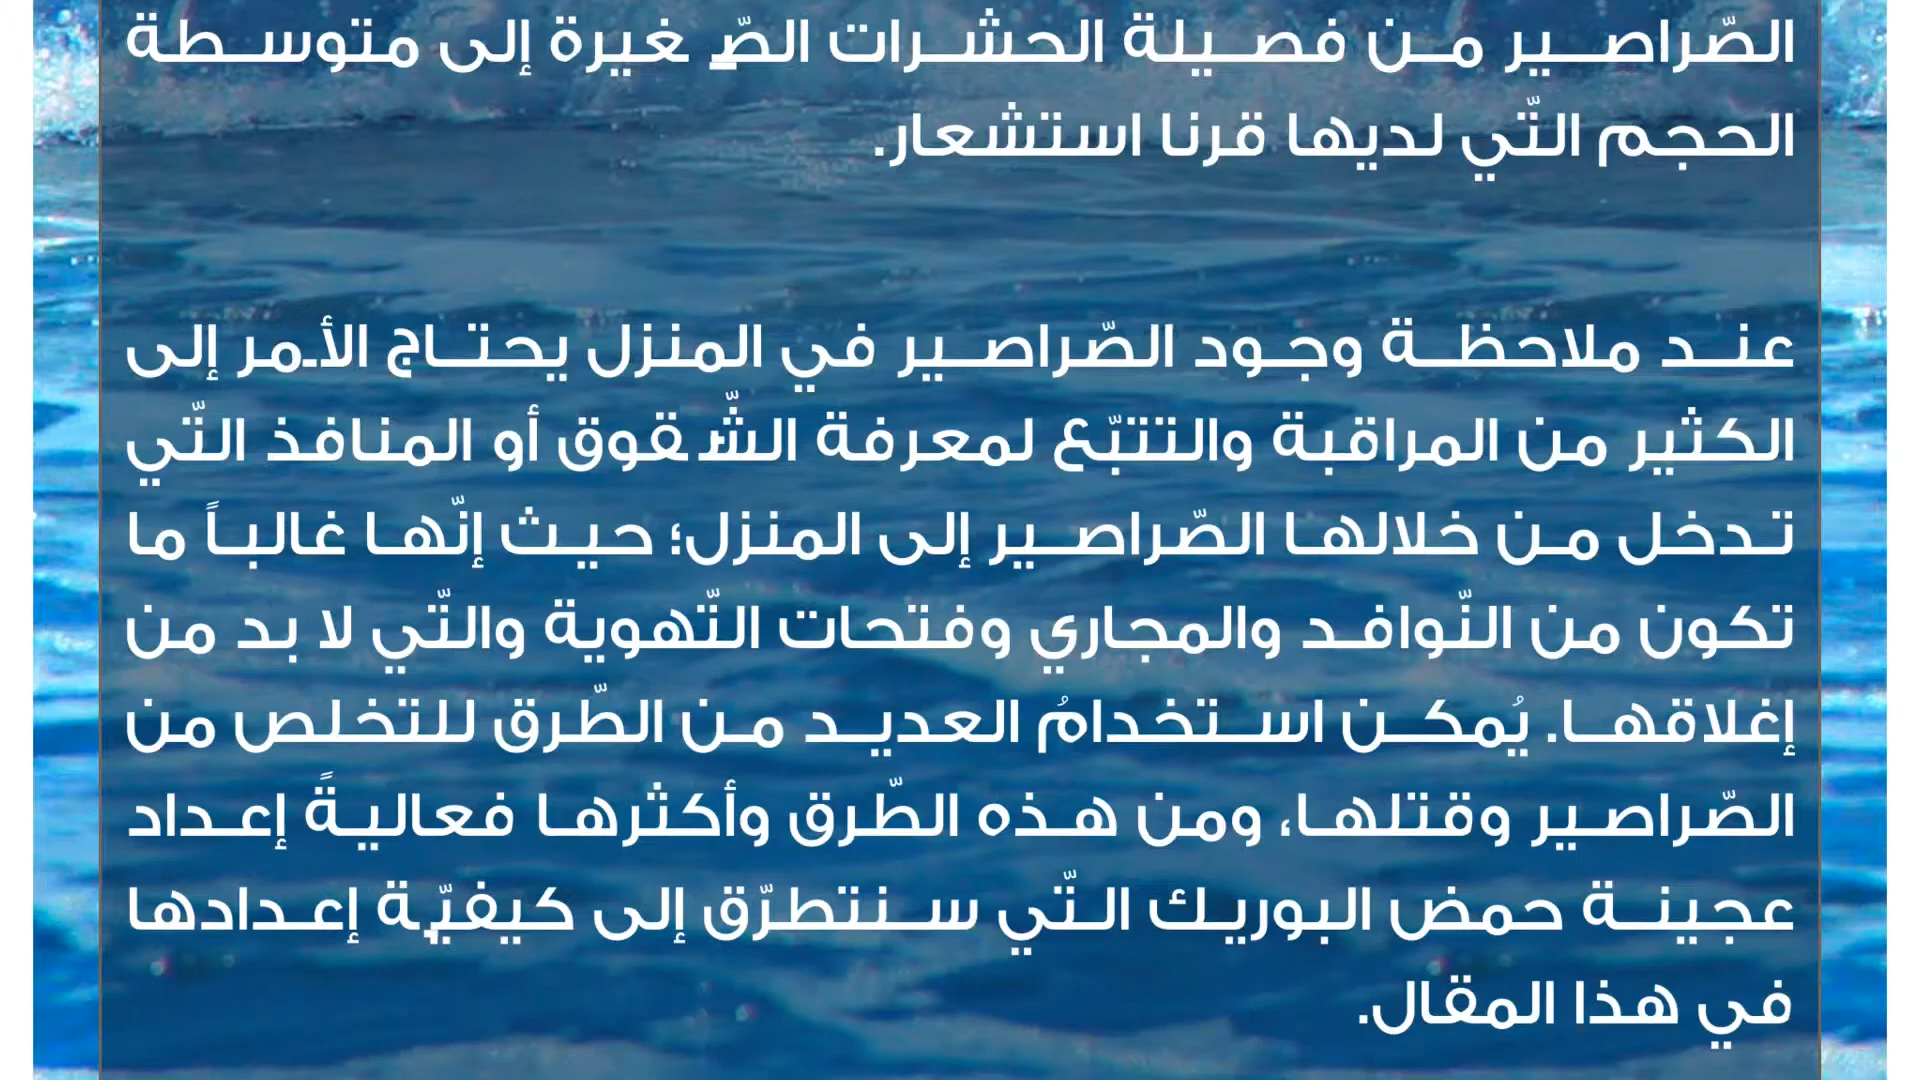 الصّراصير من فصيلة الحشرات الصّغيرة إلى متوسطة
الحجم التّي لديها قرنا استشعار.
عند ملاحظة وجود الصّراصير في المنزل يحتاج الأمر إلى
الكثير من المراقبة والتتبّع لمعرفة الشّقوق أو المنافذ التّي
تدخل من خلالها الصّراصير إلى المنزل؛ حيث إنّها غالباً ما
تكون من النّوافد والمجاري وفتحات التّهوية والتّي لا بد من
إغلاقها. يُمكن استخدامُ العديد من الطّرق للتخلص من
الصّراصير وقتلها، ومن هذه الطّرق وأكثرها فعاليةً إعداد
عجينة حمض البوريك التّي سنتطرّق إلى كيفيّة إعدادها
في هذا المقال.